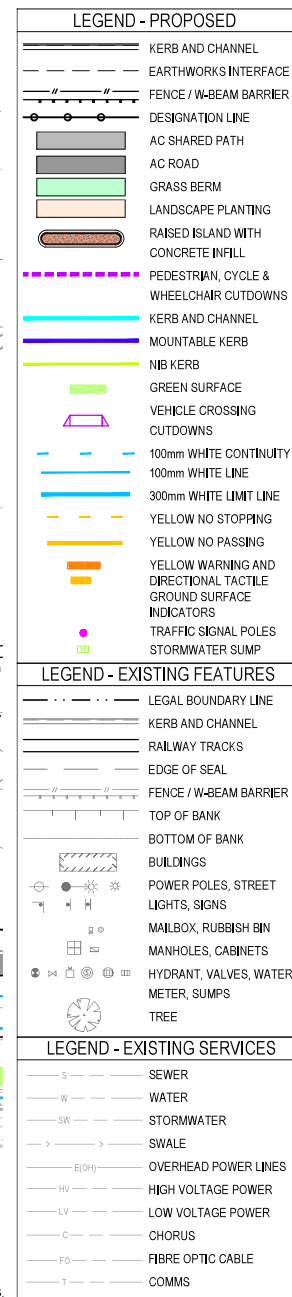 LEGEND - PROPOSED
KERB AND CHANNEL
EARTHWORKS INTERFACE
FENCE / W-BEAM BARRIER
DESIGNATION LINE
AC SHARED PATH
AC ROAD
GRASS BERM
LANDSCAPE PLANTING
RAISED ISLAND WITH
CONCRETE INFILL
PEDESTRIAN, CYCLE &
WHEELCHAIR CUTDOWNS
KERB AND CHANNEL
MOUNTABLE KERB
NIB KERB
GREEN SURFACE
VEHICLE CROSSING
CUTDOWNS
100mm WHITE CONTINUITY
100mm WHITE LINE
300mm WHITE LIMIT LINE
YELLOW NO STOPPING
YELLOW NO PASSING
YELLOW WARNING AND
DIRECTIONAL TACTILE
GROUND SURFACE
INDICATORS
TRAFFIC SIGNAL POLES
STORMWATER SUMP
LEGEND - EXISTING FEATURES
LEGAL BOUNDARY LINE
KERB AND CHANNEL
RAILWAY TRACKS
EDGE OF SEAL
FENCE / W-BEAM BARRIER
TOP OF BANK
BOTTOM OF BANK
BUILDINGS
POWER POLES, STREET
LIGHTS, SIGNS
MAILBOX, RUBBISH BIN
MANHOLES, CABINETS
HYDRANT, VALVES, WATER
METER, SUMPS
TREE
LEGEND - EXISTING SERVICES
S SEWER
W WATER
SW STORMWATER
SWALE
E(OH) OVERHEAD POWER LINES
HV HIGH VOLTAGE POWER
LV LOW VOLTAGE POWER
C CHORUS
FO FIBRE OPTIC CABLE
T COMMS